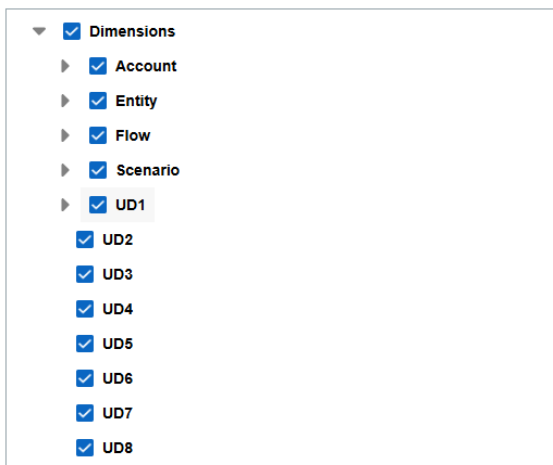 Dimensions
Account
Entity
Flow
Scenario
UD1
UD2
UD3
UD4
UD5
UD6
UD7
UD8